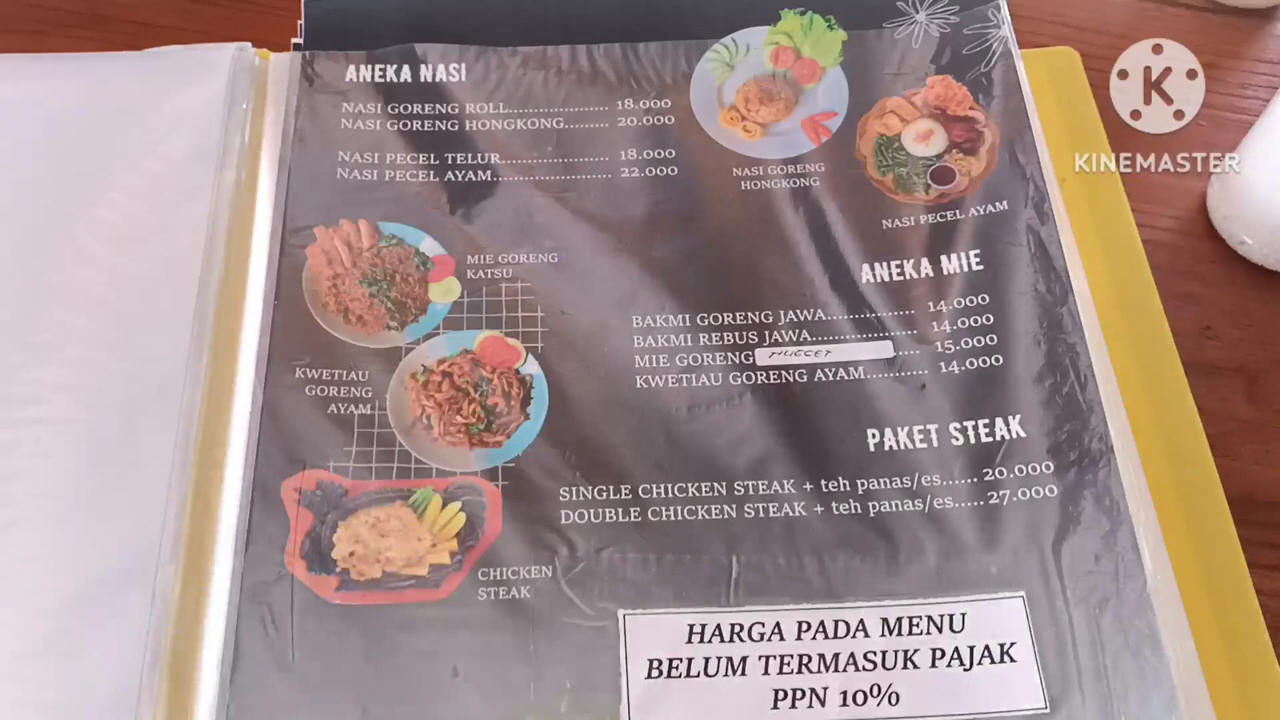 ANEKA NASI
NASI GORENG ROLL.................... 18.000
NASI GORENG HONGKONG......... 20.000
NASI PECEL TELUR...................... 18.000
NASI PECEL AYAM........................ 22.000
NASI GORENG
HONGKONG
NASI PECEL AYAM
K
KINEMASTER
MIE GORENG
KATSU
KWETIAU
GORENG
AYAM
CHICKEN
STEAK
ANEKA MIE
BAKMI GORENG JAWA................ 14.000
BAKMI REBUS JAWA................... 14.000
MIE GORENG NUGGET ..... 15.000
KWETIAU GORENG AYAM........... 14.000
PAKET STEAK
SINGLE CHICKEN STEAK + teh panas/es...... 20.000
DOUBLE CHICKEN STEAK + teh panas/es..... 27.000
HARGA PADA MENU
BELUM TERMASUK PAJAK
PPN 10%